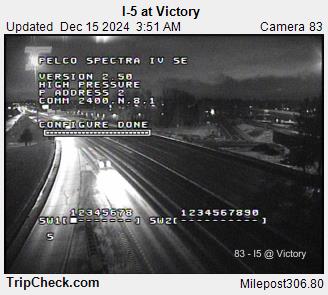 I-5 at Victory
Updated Dec 15 2024 3:51 AM Camera 83
PELCO SPECTRA IV SE
VERSION 2.50
HIGH PRESSURE
P ADDRESS 2
COMM 2400.N.8.1
CONFIGURE DONE
12345678 1234567890
SW1[■-------] SW2[----------]
S
83 - I5 @ Victory
TripCheck.com Milepost306.80